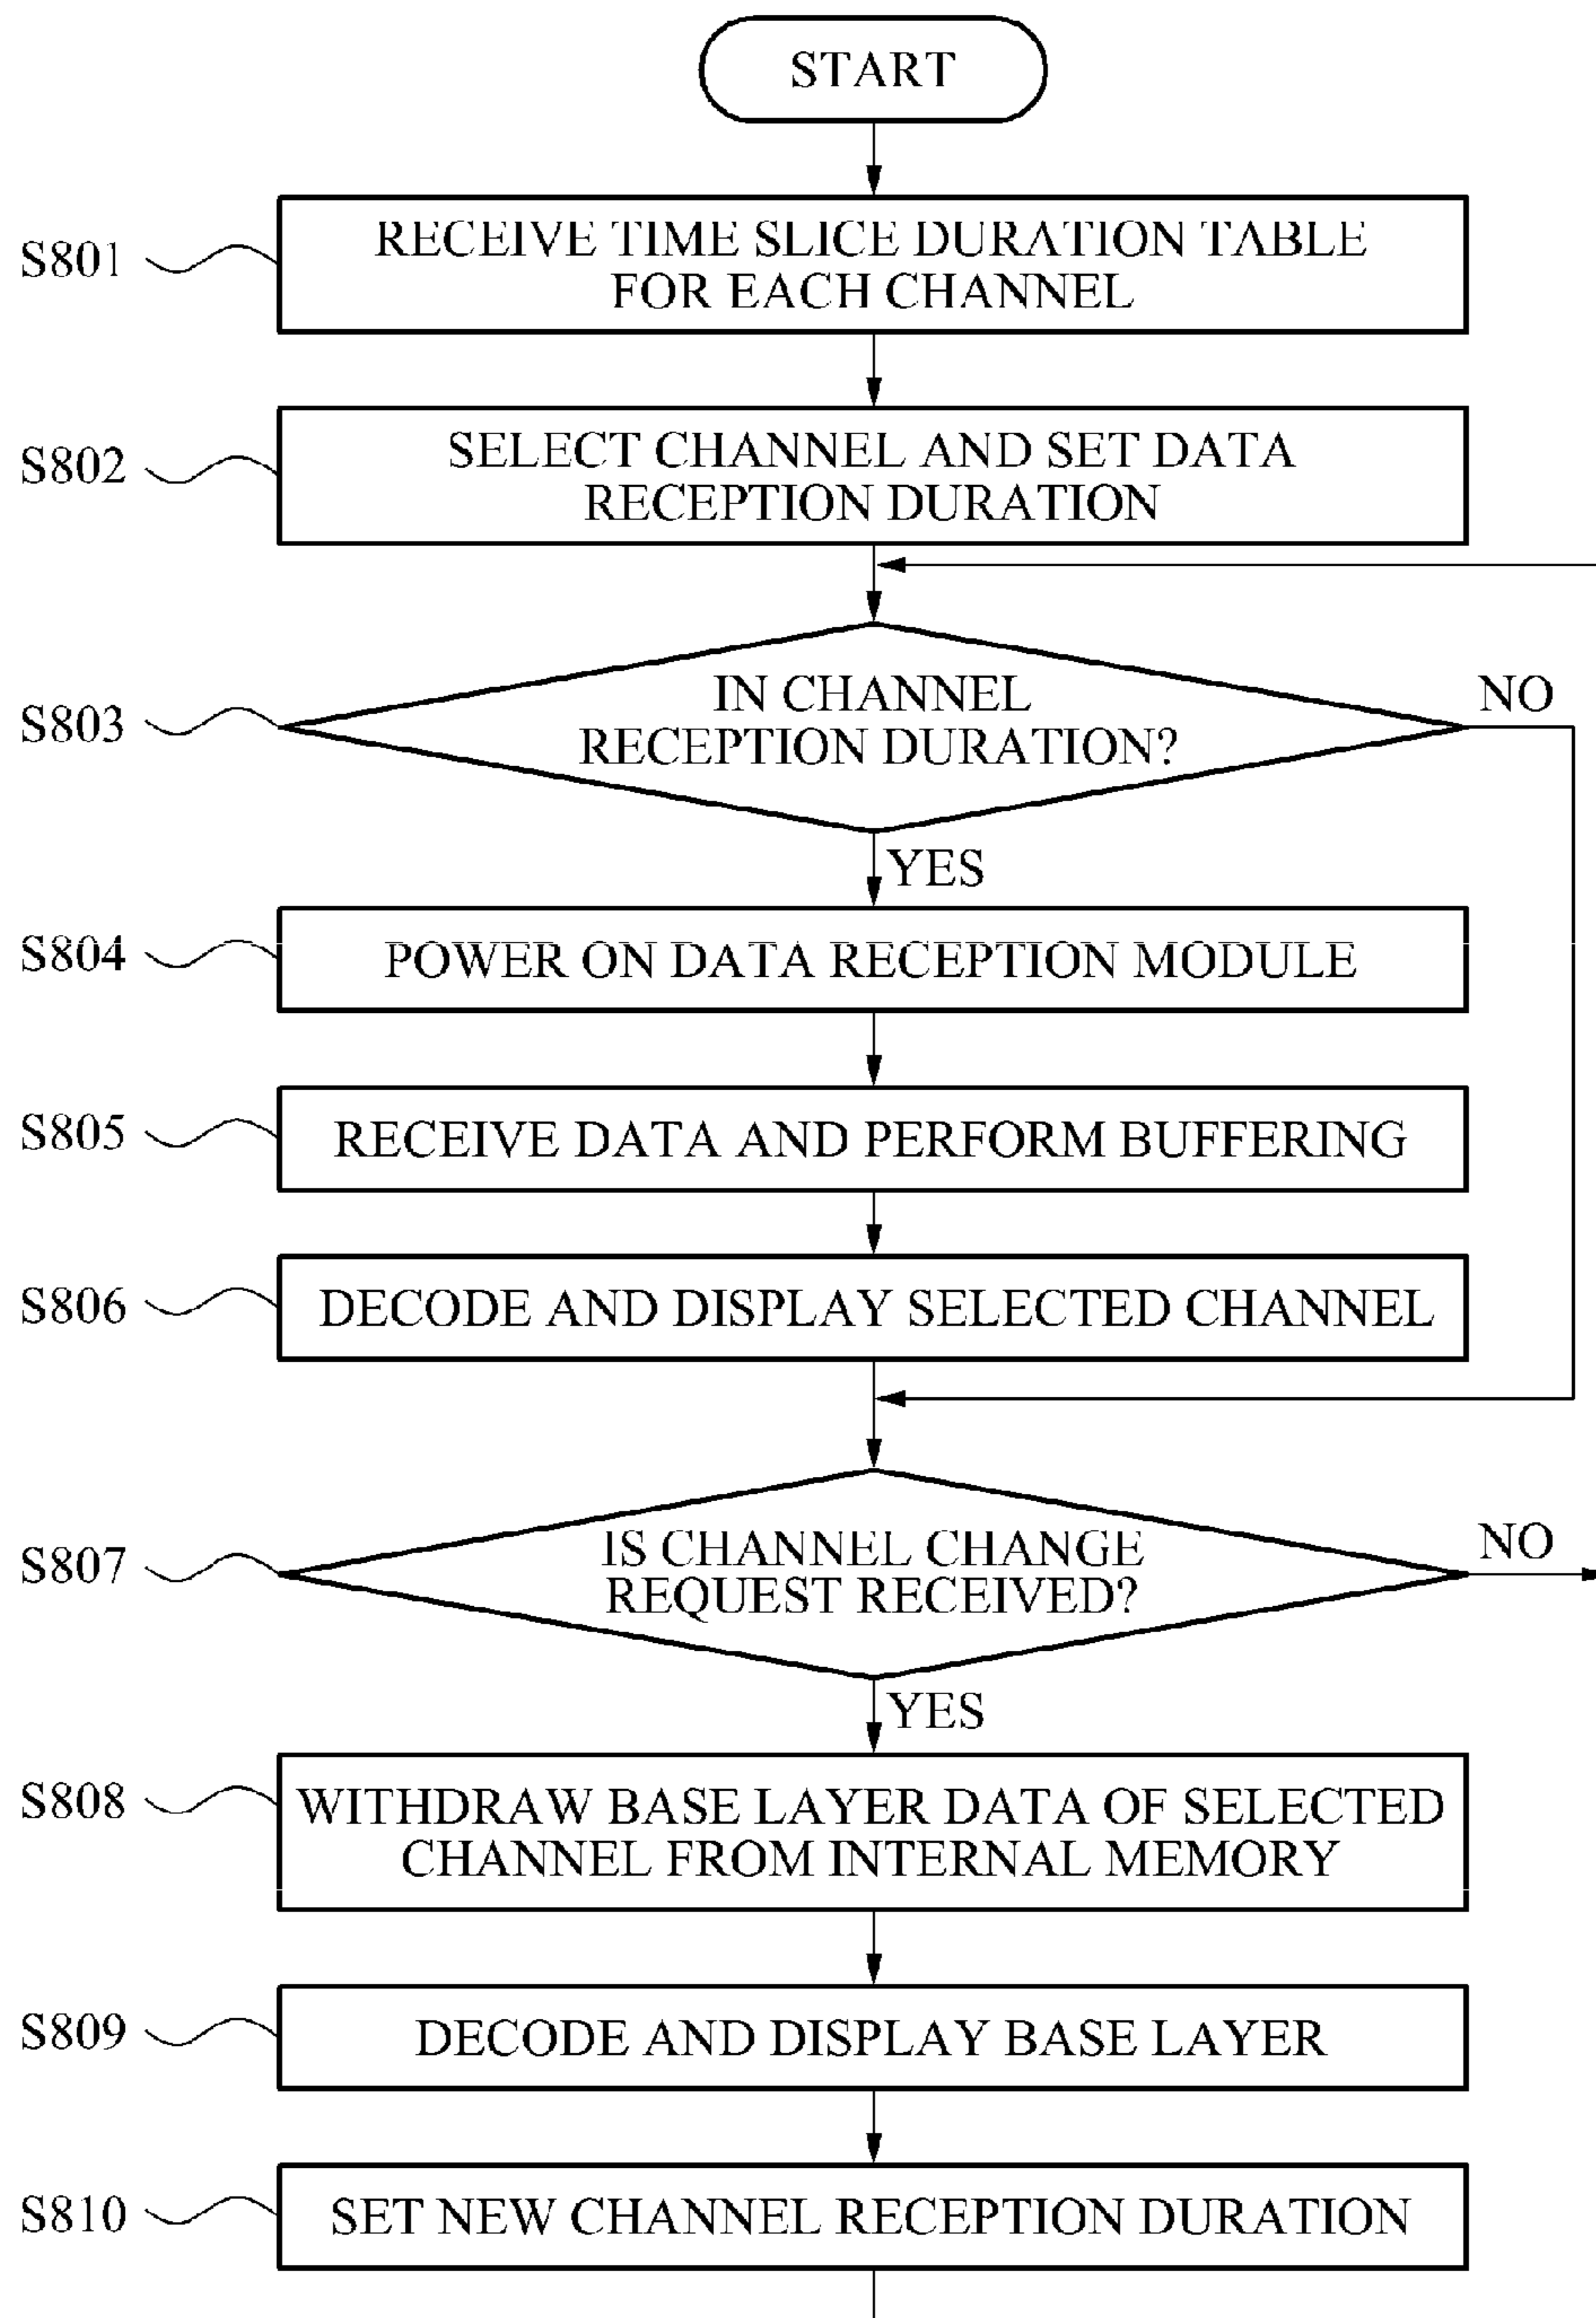 START
S801
RECEIVE TIME SLICE DURATION TABLE
FOR EACH CHANNEL
S802
SELECT CHANNEL AND SET DATA
RECEPTION DURATION
S803
IN CHANNEL
RECEPTION DURATION?
NO
YES
S804
POWER ON DATA RECEPTION MODULE
S805
RECEIVE DATA AND PERFORM BUFFERING
S806
DECODE AND DISPLAY SELECTED CHANNEL
S807
IS CHANNEL CHANGE
REQUEST RECEIVED?
NO
YES
S808
WITHDRAW BASE LAYER DATA OF SELECTED
CHANNEL FROM INTERNAL MEMORY
S809
DECODE AND DISPLAY BASE LAYER
S810
SET NEW CHANNEL RECEPTION DURATION